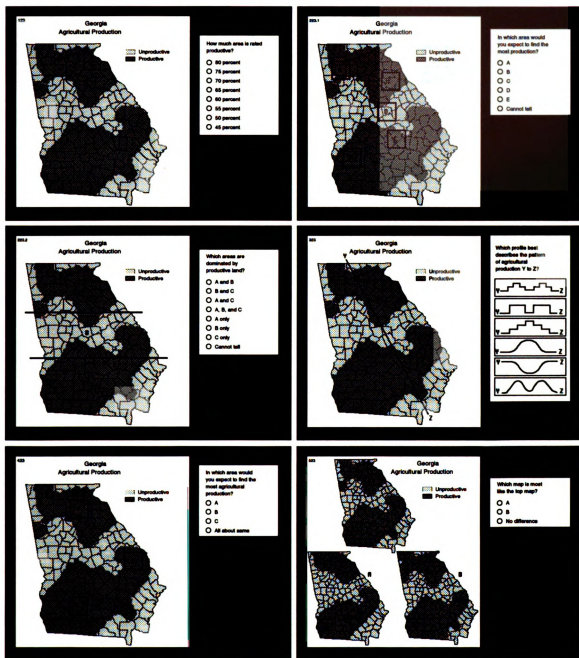 Georgia
Agricultural Production
Unproductive
Productive
How much area is rated
productive?
80 percent
75 percent
70 percent
65 percent
60 percent
55 percent
50 percent
45 percent
Georgia
Agricultural Production
Unproductive
Productive
In which area would
you expect to find the
most production?
A
B
C
D
E
Cannot tell
Georgia
Agricultural Production
Unproductive
Productive
B
Which areas are
dominated by
productive land?
A and B
B and C
A and C
A, B, and C
A only
B only
C only
Cannot tell
Georgia
Agricultural Production
Unproductive
Productive
Y
Z
Which profile best
describes the pattern
of agricultural
production Y to Z?
Y Z
Y Z
Y Z
Y Z
Y Z
Y Z
Georgia
Agricultural Production
Unproductive
Productive
In which area would
you expect to find the
most agricultural
production?
A
B
C
All about same
Georgia
Agricultural Production
Unproductive
Productive
B
Which map is most
like the top map?
A
B
No difference